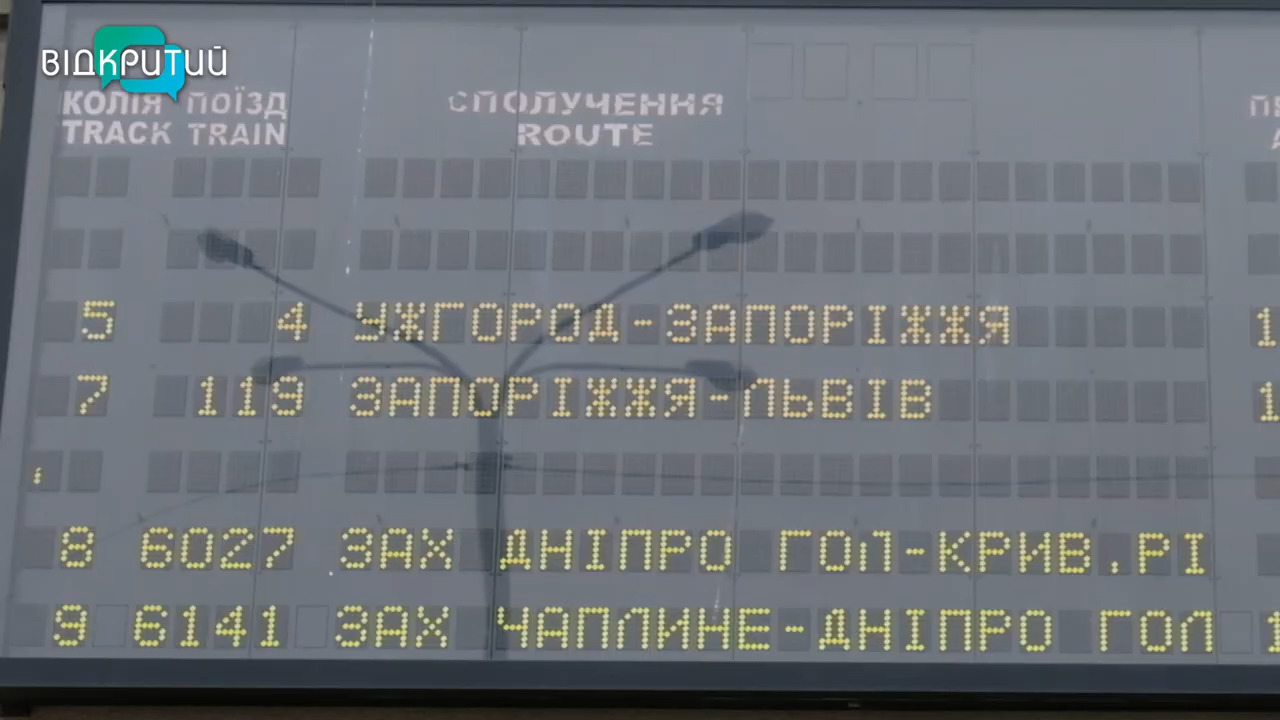 ВІДКРИТИЙ
КОЛІЯ ПОЇЗД СПОЛУЧЕННЯ
TRACK TRAIN ROUTE
5 4 УЖГОРОД-ЗАПОРІЖЖЯ
7 119 ЗАПОРІЖЖЯ-ЛЬВІВ
8 6027 ЗАХ ДНІПРО ГОЛ-КРИВ.РІ
9 6141 ЗАХ ЧАПЛИНЕ-ДНІПРО ГОЛ